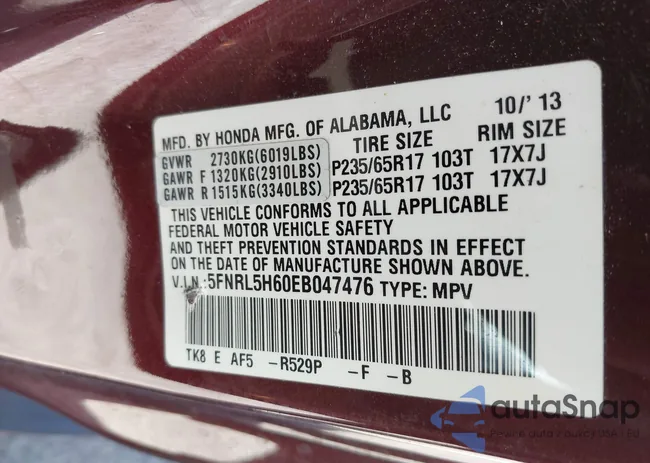 MFD. BY HONDA MFG. OF ALABAMA, LLC 10/'13
TIRE SIZE RIM SIZE
GVWR 2730KG(6019LBS)
GAWR F 1320KG(2910LBS) P235/65R17 103T 17X7J
GAWR R 1515KG(3340LBS) P235/65R17 103T 17X7J
THIS VEHICLE CONFORMS TO ALL APPLICABLE
FEDERAL MOTOR VEHICLE SAFETY
AND THEFT PREVENTION STANDARDS IN EFFECT
ON THE DATE OF MANUFACTURE SHOWN ABOVE.
V.I.N.:5FNRL5H60EB047476 TYPE: MPV
TK8 E AF5 -R529P -F -B
autoSnap